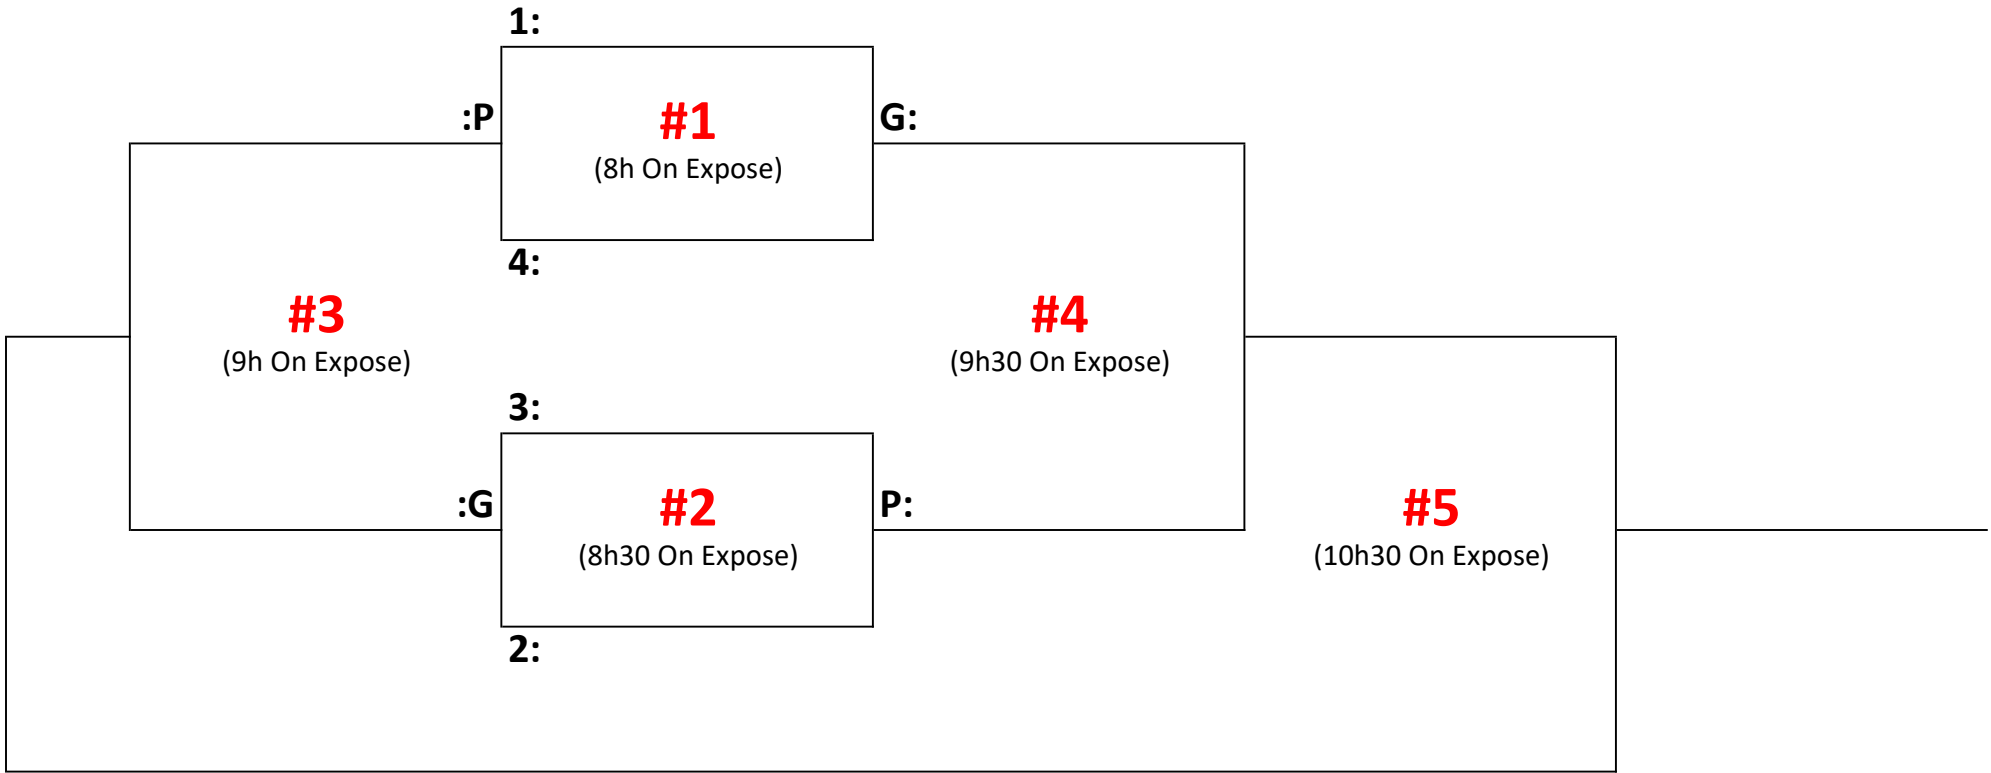 1:
:P
#1
G:
(8h On Expose)
4:
#3
(9h On Expose)
#4
(9h30 On Expose)
3:
:G
#2
P:
(8h30 On Expose)
#5
(10h30 On Expose)
2: